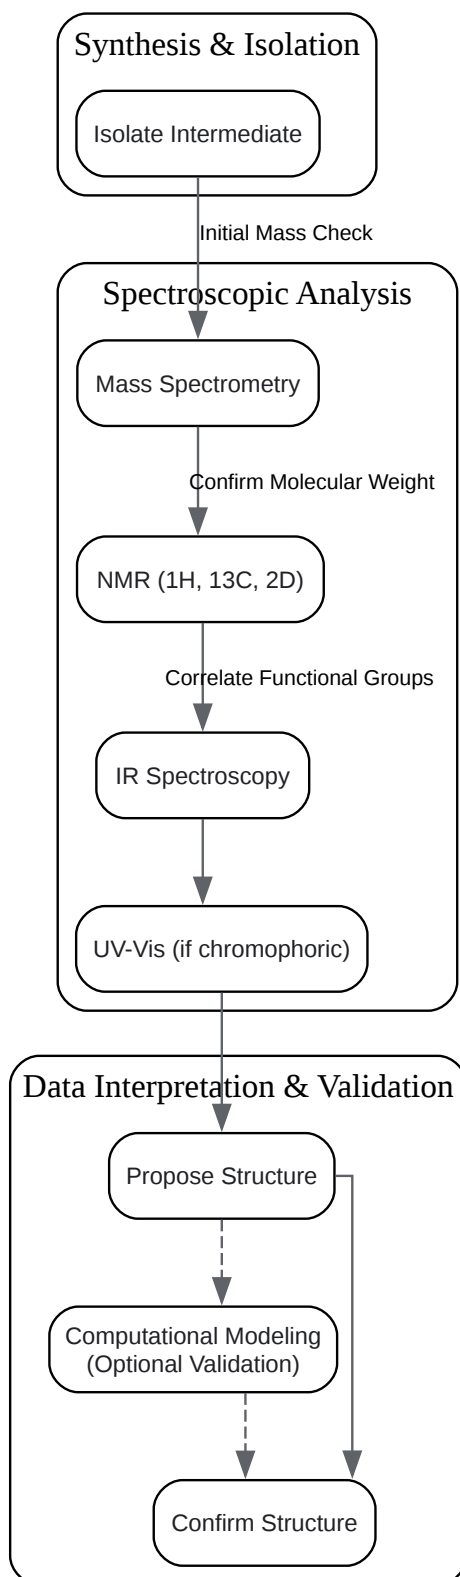 Synthesis & Isolation
Isolate Intermediate
Initial Mass Check
Spectroscopic Analysis
Mass Spectrometry
Confirm Molecular Weight
NMR (1H, 13C, 2D)
Correlate Functional Groups
IR Spectroscopy
UV-Vis (if chromophoric)
Data Interpretation & Validation
Propose Structure
Computational Modeling
(Optional Validation)
Confirm Structure